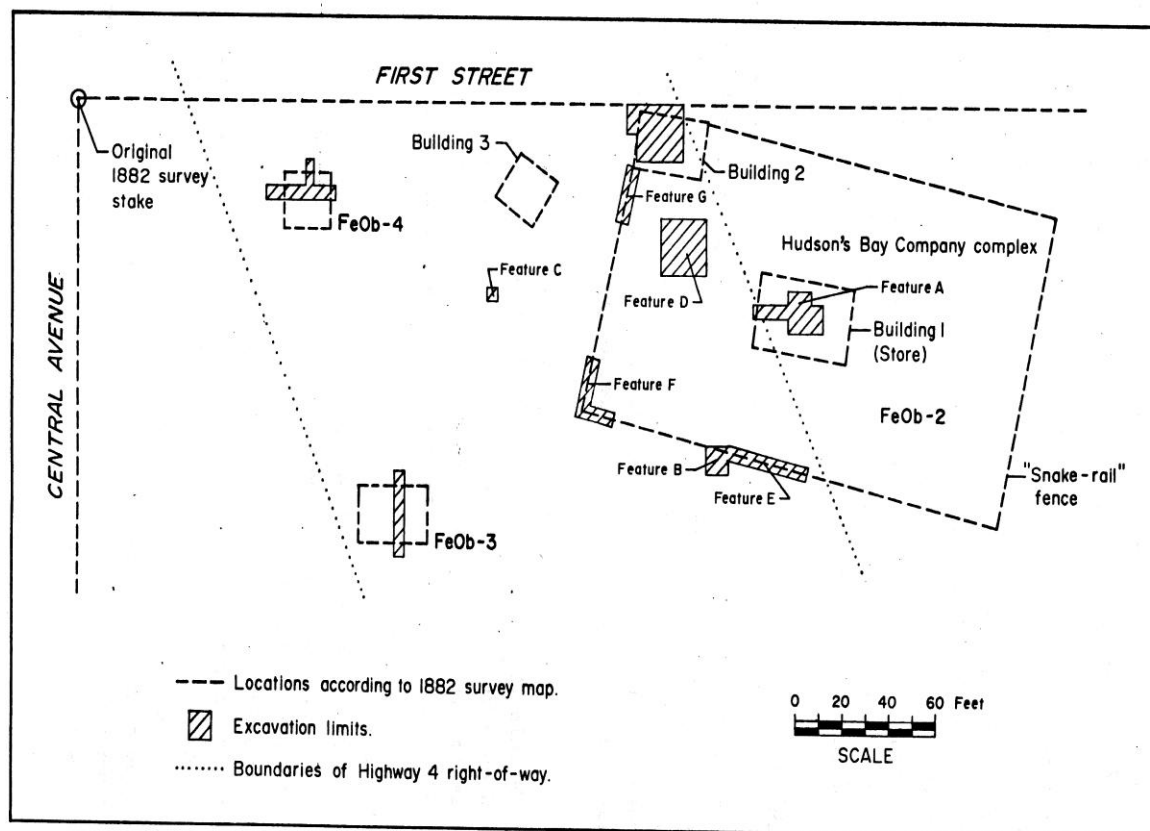 FIRST STREET
Original
1882 survey
stake
CENTRAL AVENUE
Building 3
Building 2
FeOb-4
Feature G
Hudson's Bay Company complex
Feature C
Feature D
Feature A
Building 1
(Store)
Feature F
FeOb-2
Feature B
Feature E
"Snake-rail"
fence
FeOb-3
Locations according to 1882 survey map.
Excavation limits.
Boundaries of Highway 4 right-of-way.
0 20 40 60 Feet
SCALE